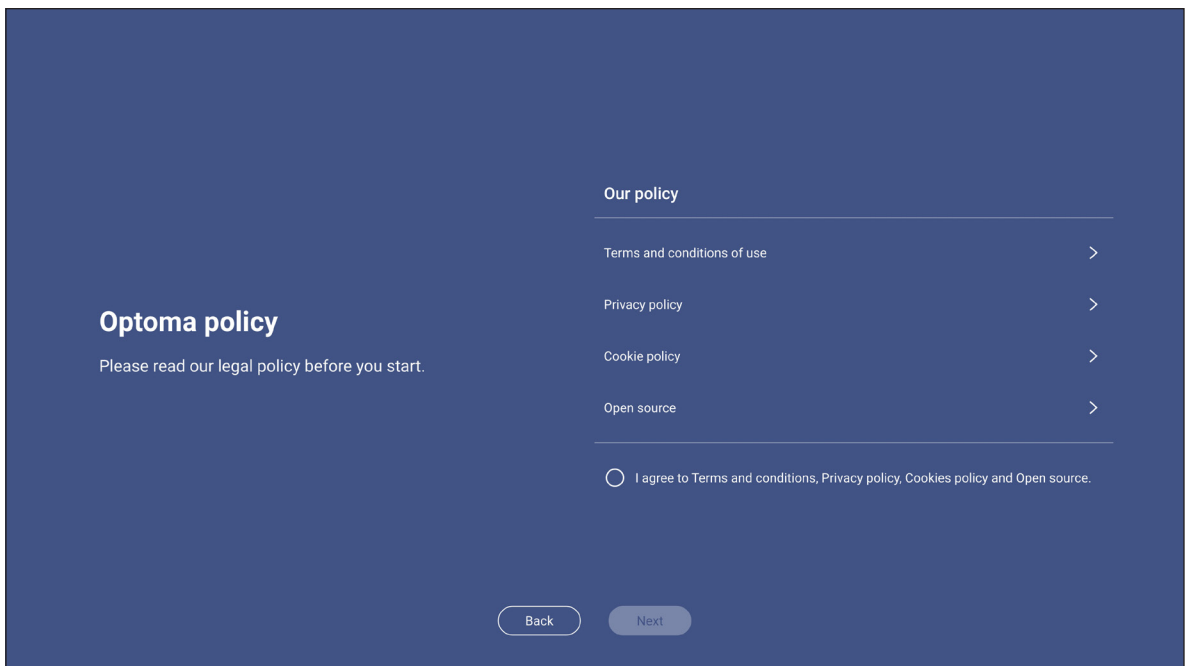 Optoma policy
Please read our legal policy before you start.
Our policy
Terms and conditions of use
Privacy policy
Cookie policy
Open source
I agree to Terms and conditions, Privacy policy, Cookies policy and Open source.
Back
Next